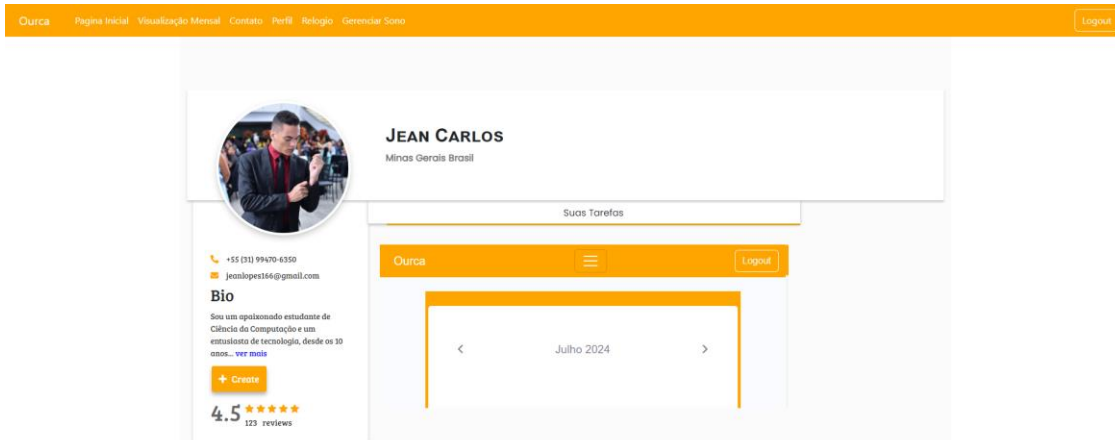 Ourca Pagina Inicial Visualização Mensal Contato Perfil Relogio Gerenciar Sono Logout
JEAN CARLOS
Minas Gerais Brasil
Suas Tarefas
+55 (31) 99470-6350
jeanlopes166@gmail.com
Bio
Sou um apaixonado estudante de
Ciência da Computação e um
entusiasta de tecnologia, desde os 10
anos... ver mais
+ Create
4.5
123 reviews
Ourca Logout
Julho 2024